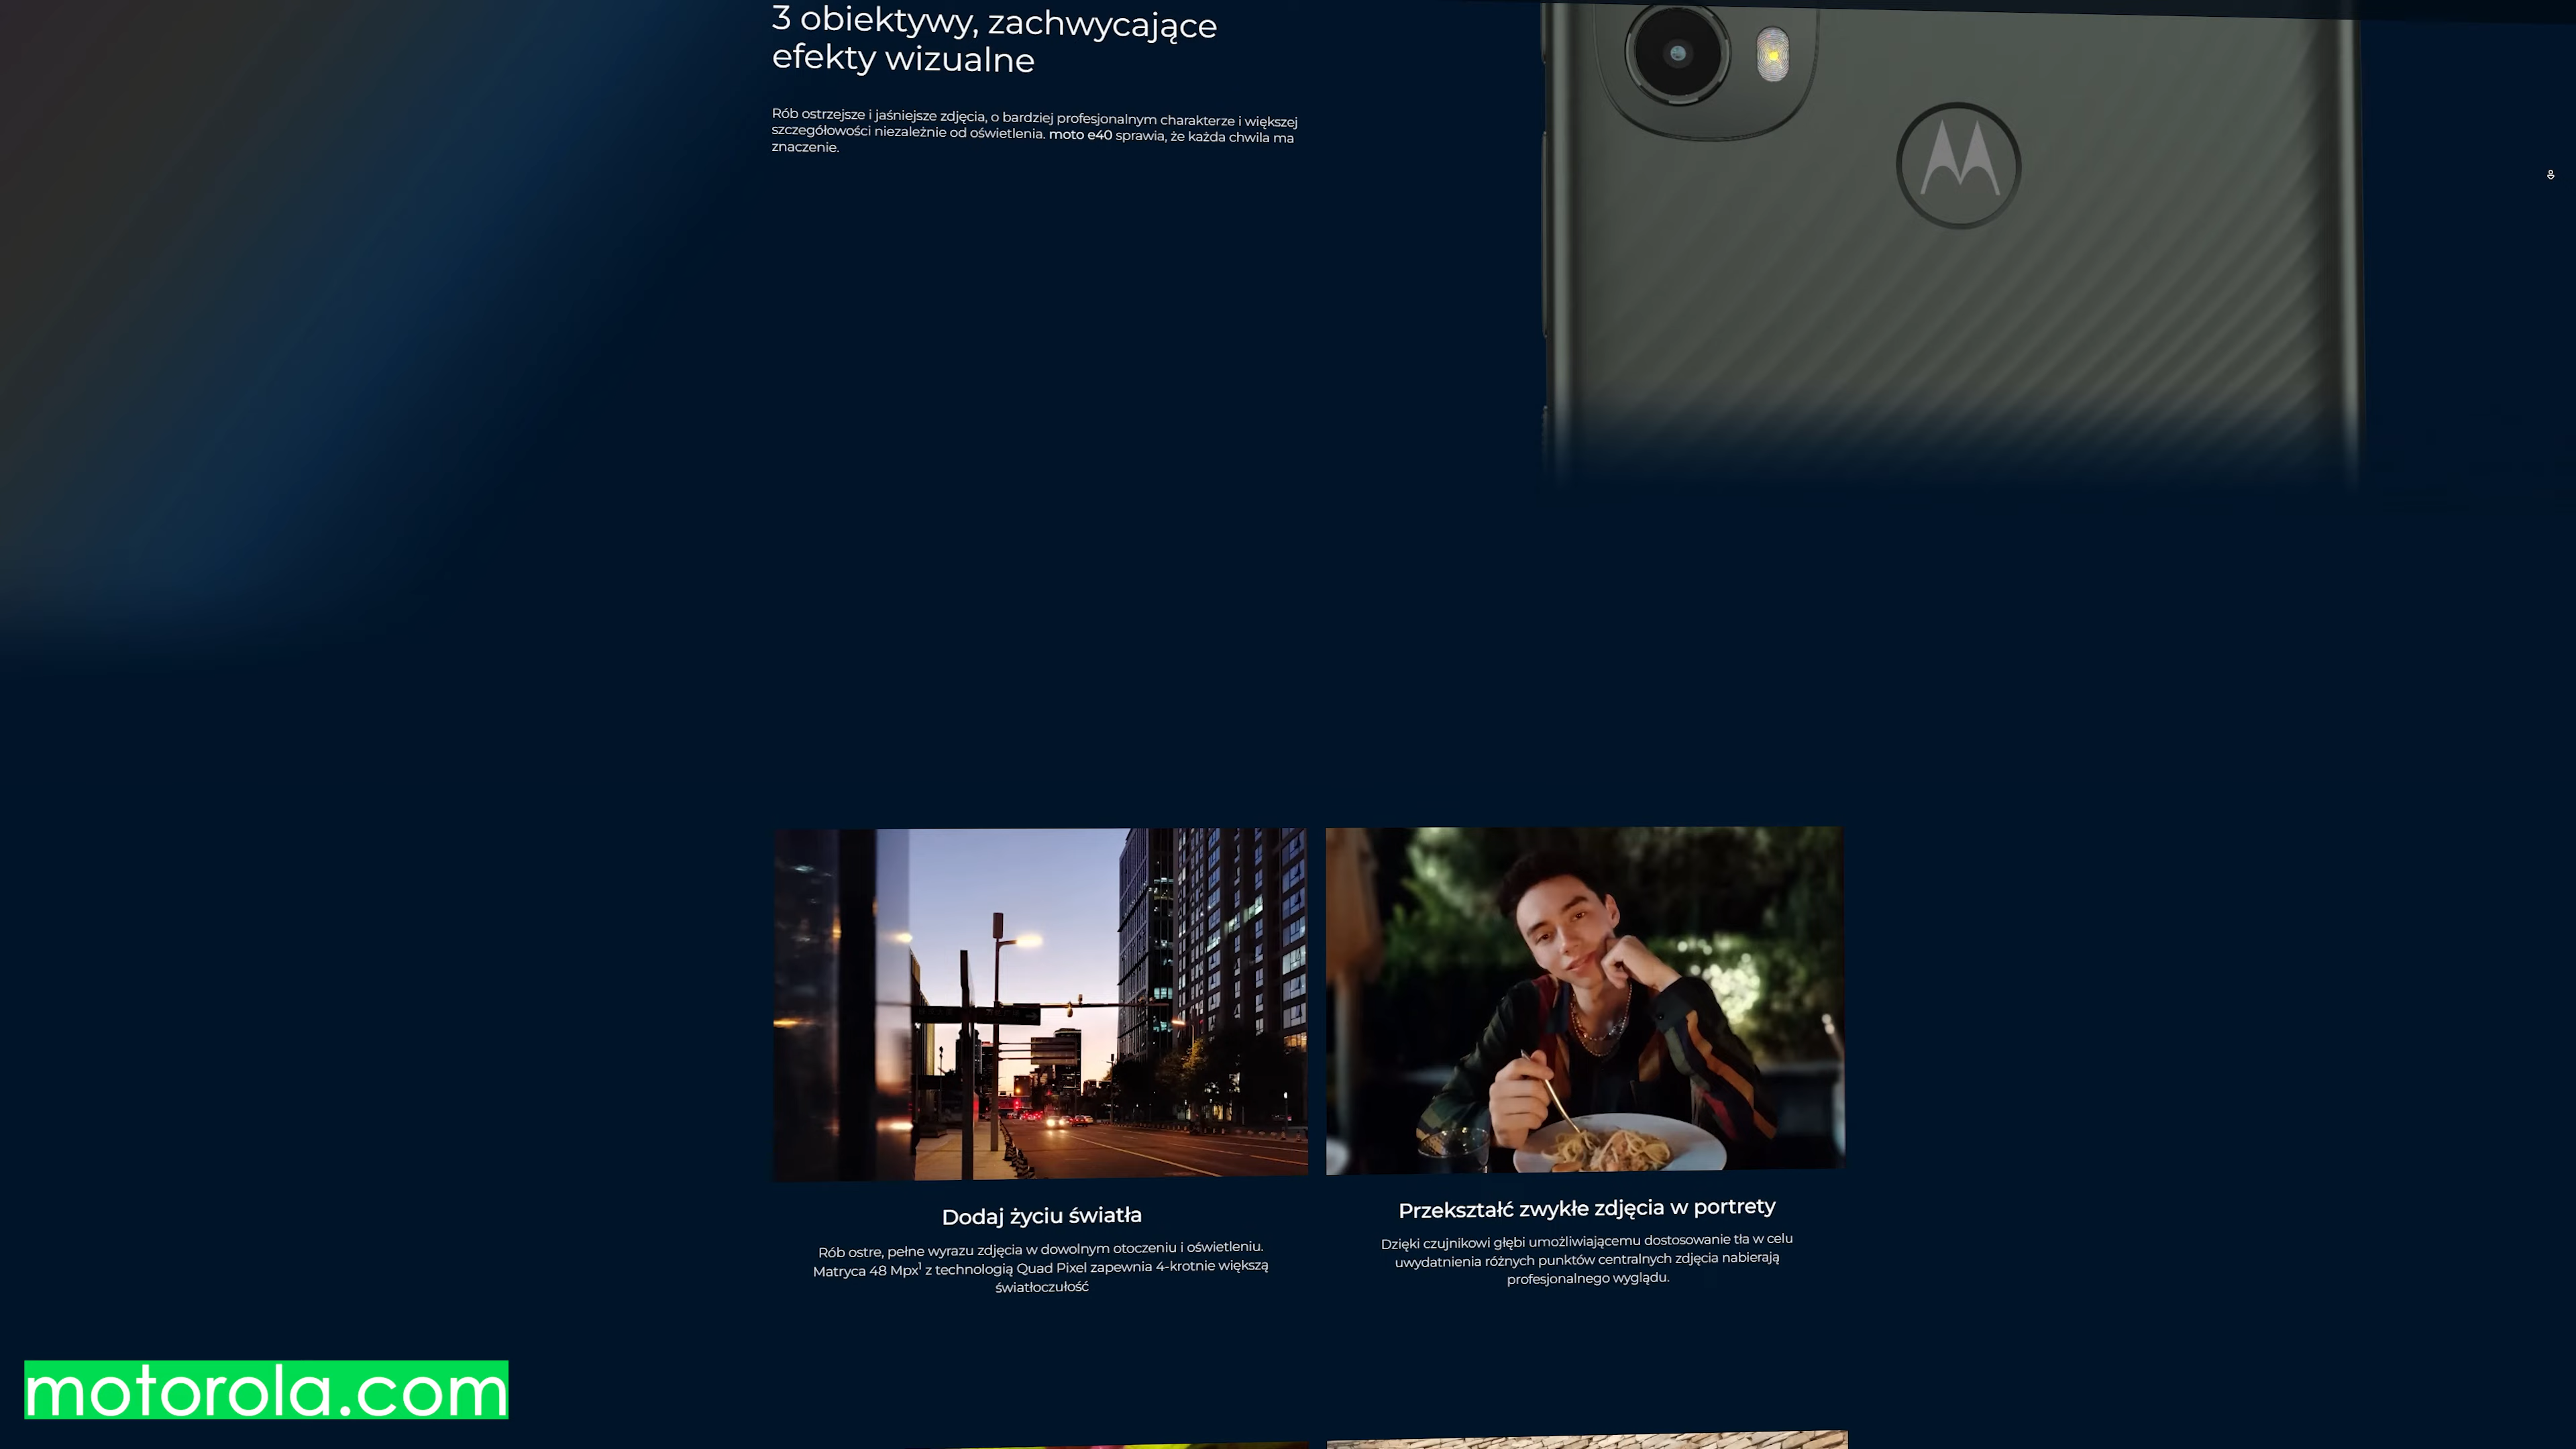 3 obiektywy, zachwycające
efekty wizualne
Rób ostrzejsze i jaśniejsze zdjęcia, o bardziej profesjonalnym charakterze i większej
szczegółowości niezależnie od oświetlenia. moto e40 sprawia, że każda chwila ma
znaczenie.
Dodaj życiu światła
Rób ostre, pełne wyrazu zdjęcia w dowolnym otoczeniu i oświetleniu.
Matryca 48 Mpx¹ z technologią Quad Pixel zapewnia 4-krotnie większą
światłoczułość
Przekształć zwykłe zdjęcia w portrety
Dzięki czujnikowi głębi umożliwiającemu dostosowanie tła w celu
uwydatnienia różnych punktów centralnych zdjęcia nabierają
profesjonalnego wyglądu.
motorola.com